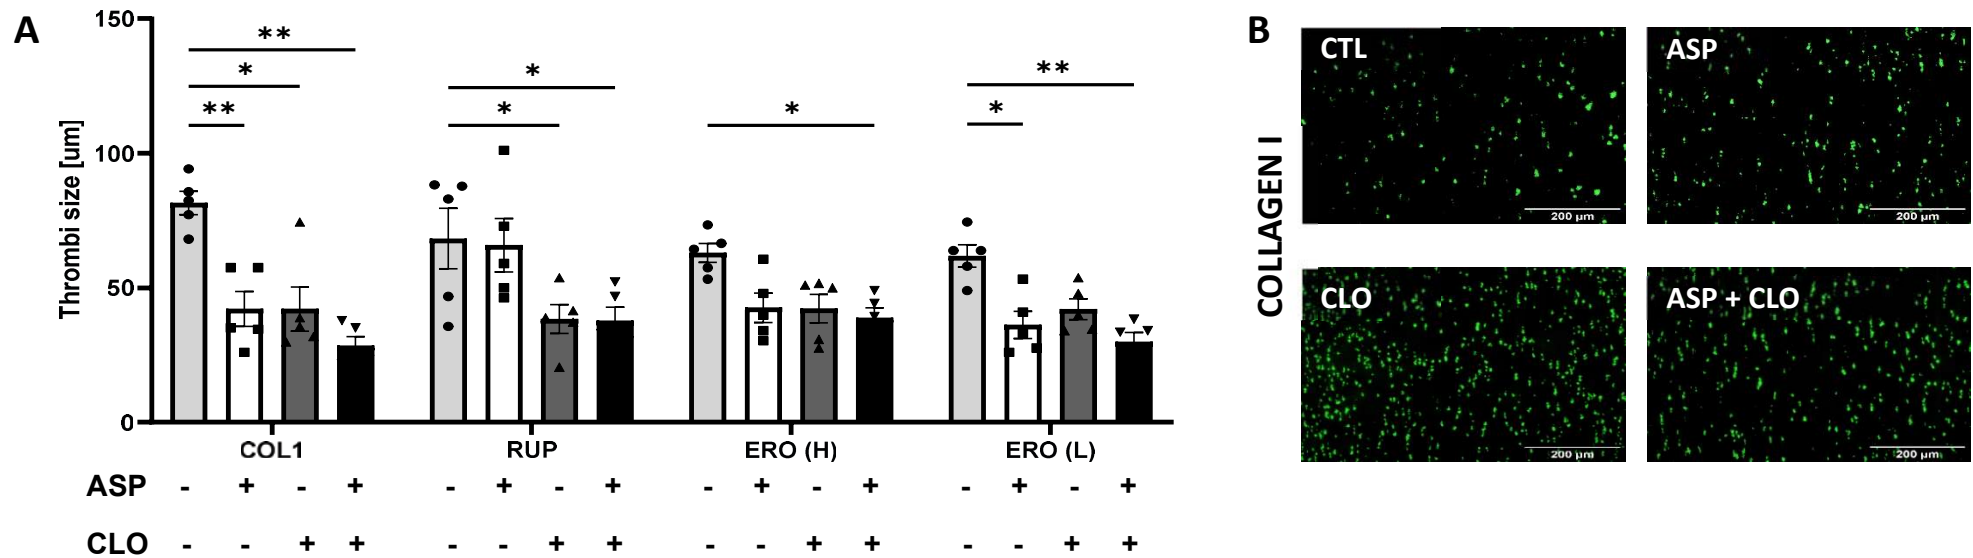 A
Thrombi size [um]
150
100
50
0
**
*
**
*
*
*
**
*
COL1 RUP ERO (H) ERO (L)
ASP - + - + - + - + - + - + - + - +
CLO - - + + - - + + - - + + - - + +
B
COLLAGEN I
CTL
200 µm
ASP
200 µm
CLO
200 µm
ASP + CLO
200 µm